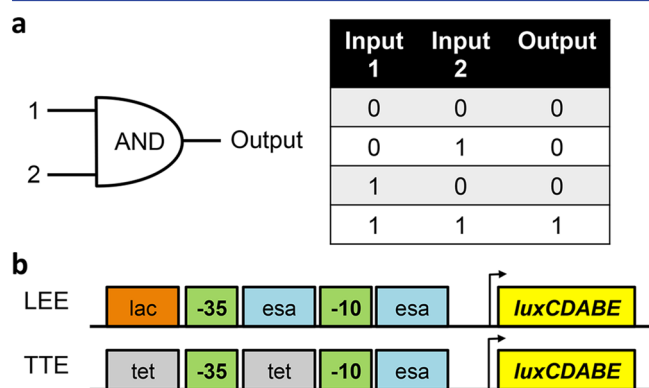 a
Input 1 Input 2 Output
0 0 0
0 1 0
1 0 0
1 1 1
1
AND Output
2
b
LEE lac -35 esa -10 esa luxCDABE
TTE tet -35 tet -10 esa luxCDABE